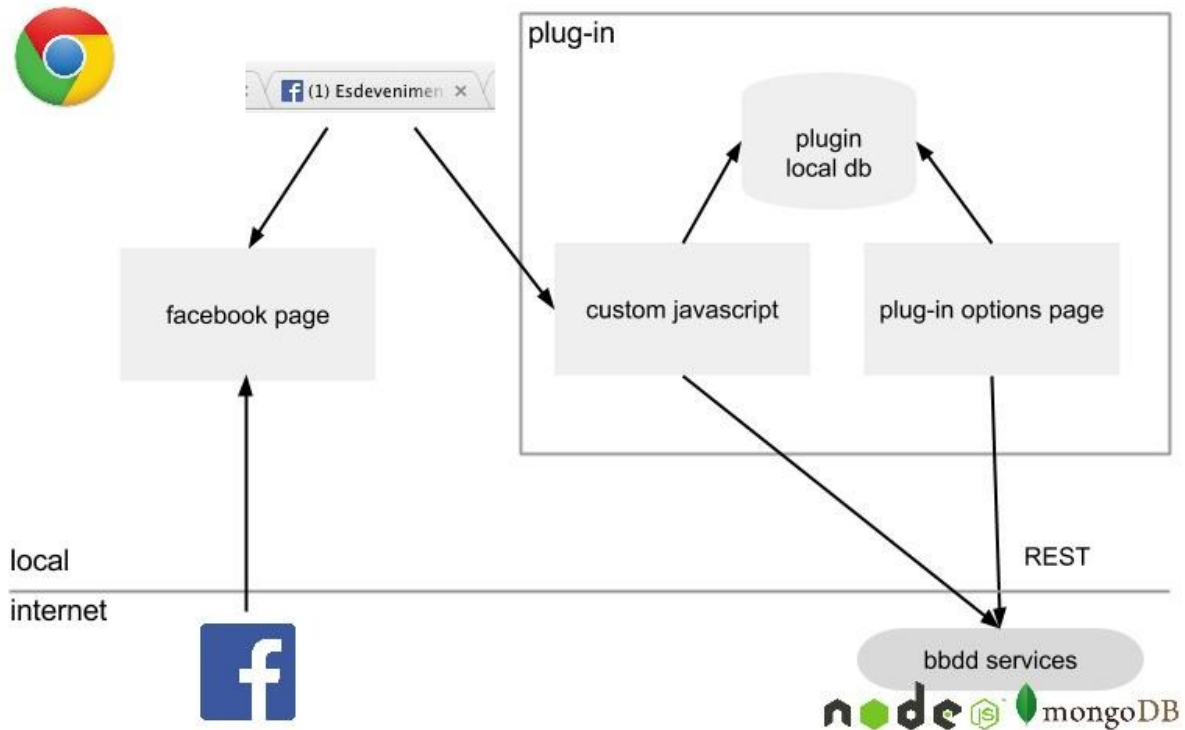 plug-in
(1) Esdevenimen
plugin
local db
facebook page
custom javascript
plug-in options page
local
REST
internet
f
bbdd services
node JS
mongoDB